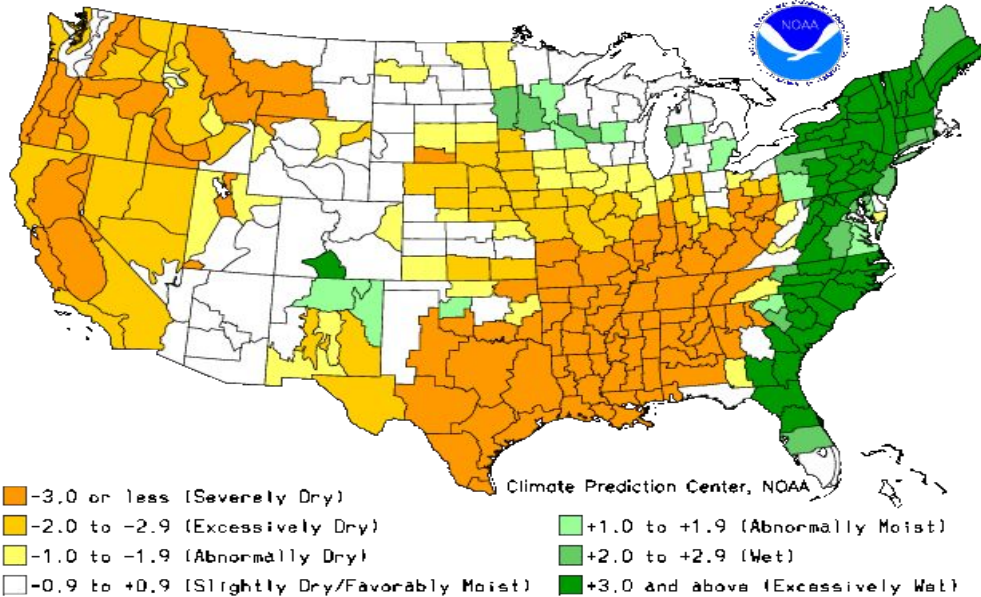 NOAA
Climate Prediction Center, NOAA
-3.0 or less (Severely Dry)
-2.0 to -2.9 (Excessively Dry)
-1.0 to -1.9 (Abnormally Dry)
-0.9 to +0.9 (Slightly Dry/Favorably Moist)
+1.0 to +1.9 (Abnormally Moist)
+2.0 to +2.9 (Wet)
+3.0 and above (Excessively Wet)